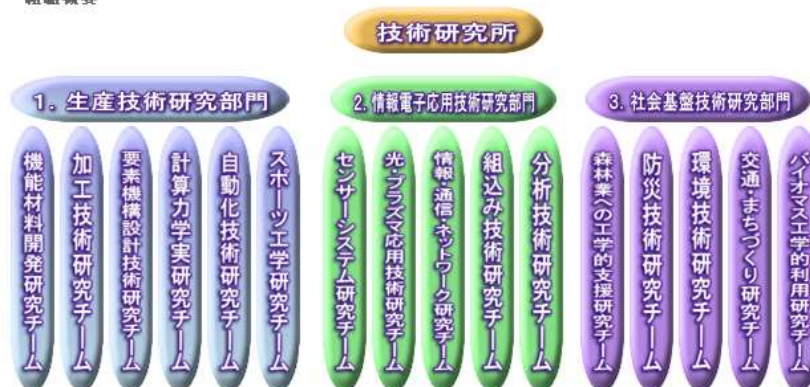 技術研究所
1. 生産技術研究部門
機能材料開発研究チーム
加工技術研究チーム
要素機構設計技術研究チーム
計算力学実研究チーム
自動化技術研究チーム
スポーツ工学研究チーム
2. 情報電子応用技術研究部門
センサーシステム研究チーム
光・プラズマ応用技術研究チーム
情報・通信・ネットワーク研究チーム
組込み技術研究チーム
分析技術研究チーム
3. 社会基盤技術研究部門
森林業への工学的支援研究チーム
防災技術研究チーム
環境技術研究チーム
交通・まちづくり研究チーム
バイオマス工学的利用研究チーム